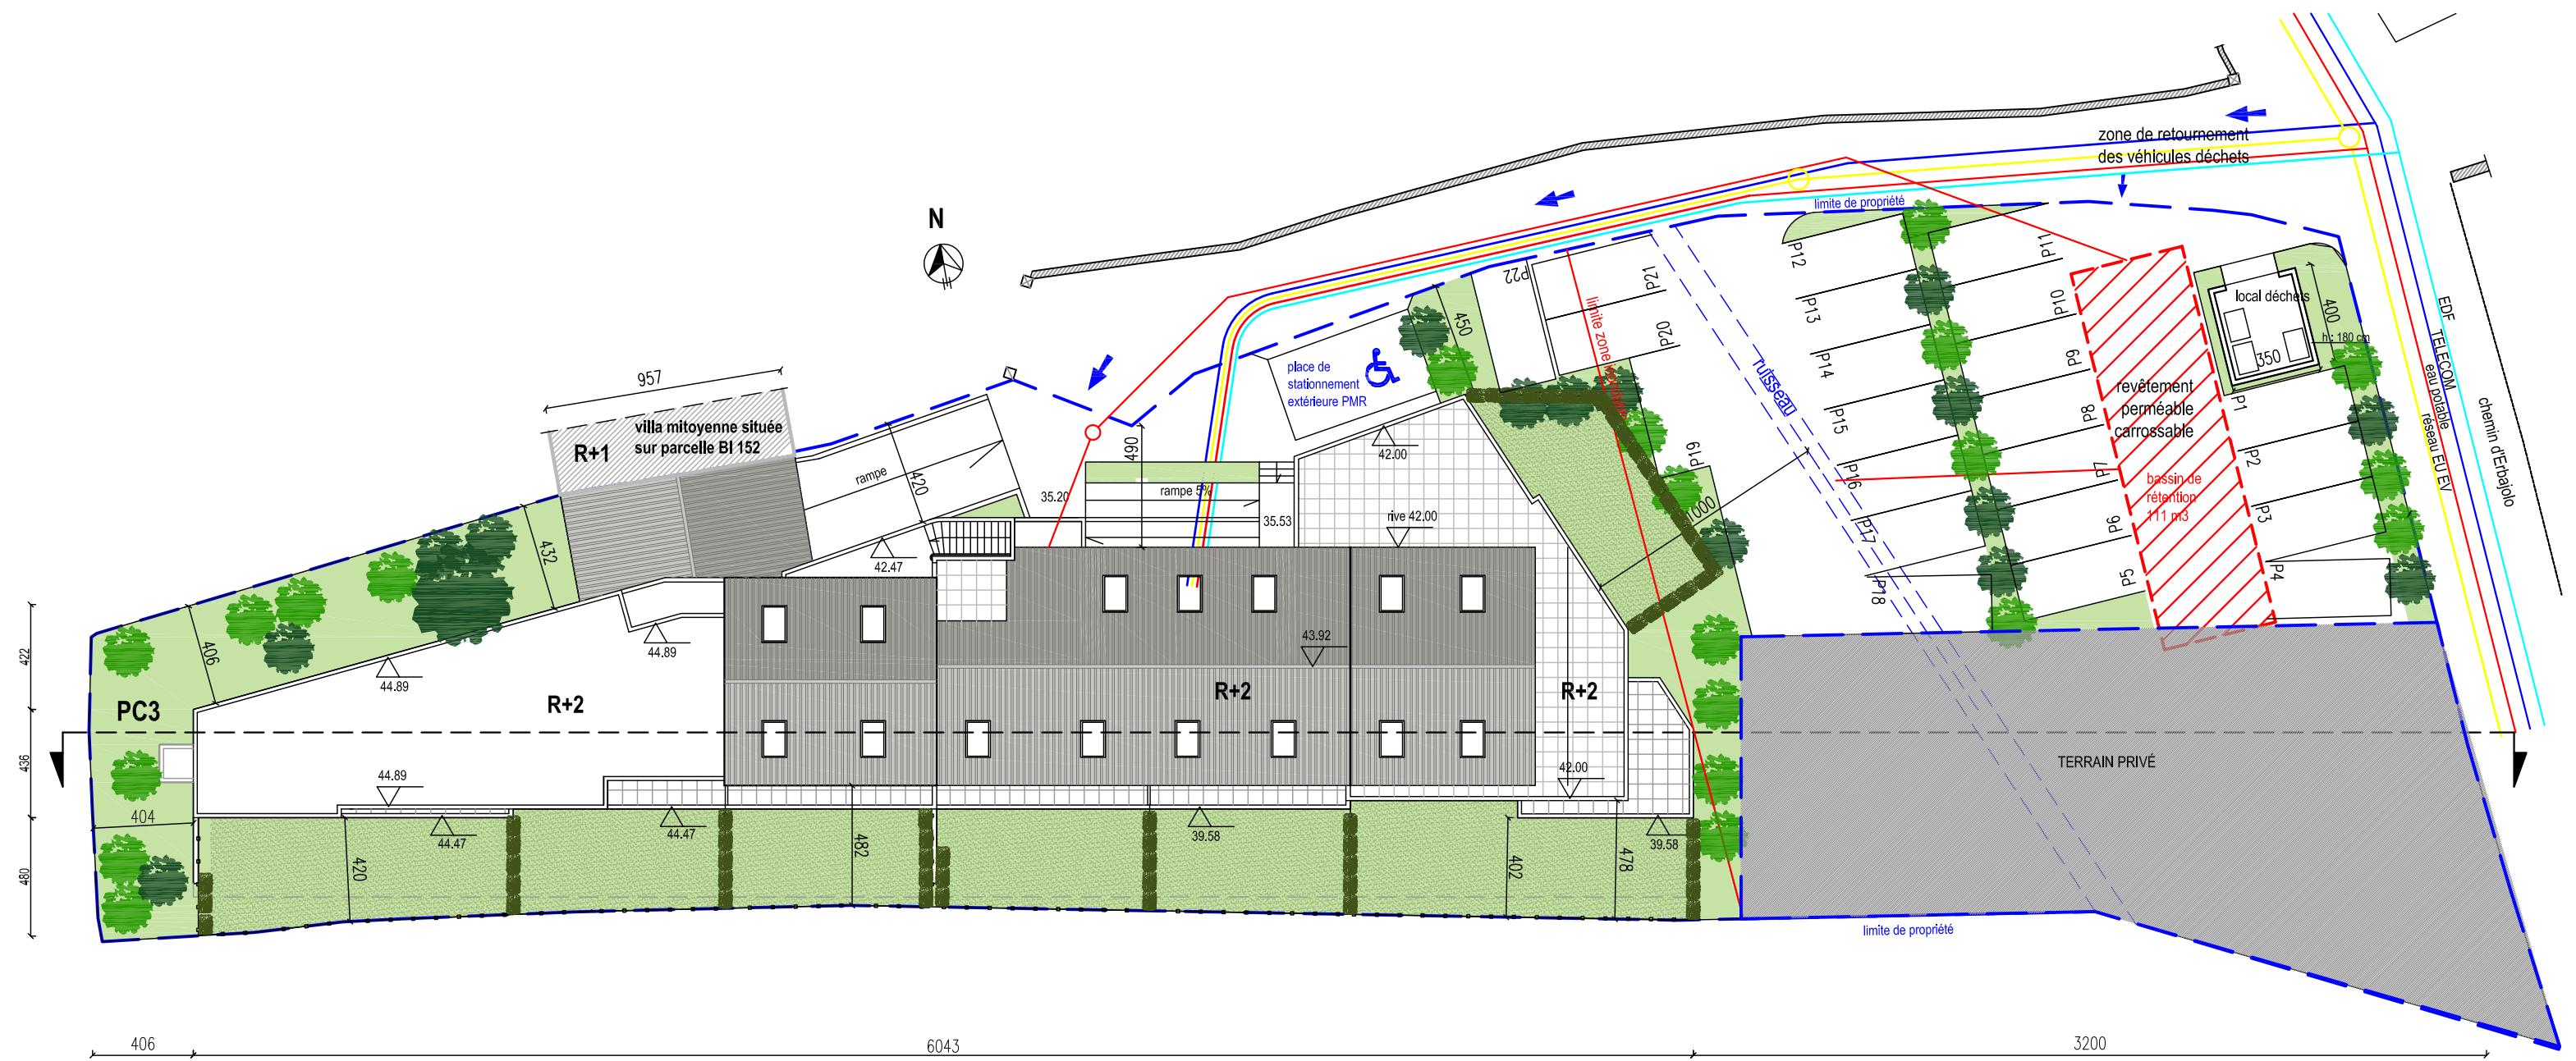 zone de retournement
des véhicules déchets
limite de propriété
N
P22
P21
P20
P19
P12
P13
P14
P15
P16
P17
P18
P11
P10
P9
P8
P7
P6
P5
P1
P2
P3
P4
local déchets
400
h : 180 cm
350
EDF
TELECOM
eau potable
réseau EU EV
chemin d'Erbajolo
revêtement
perméable
carrossable
bassin de
rétention
111 m3
ruisseau
450
place de
stationnement
extérieure PMR
957
villa mitoyenne située
sur parcelle BI 152
R+1
rampe
420
490
42.00
35.20
rampe 5%
35.53
rive 42.00
42.47
432
406
44.89
44.89
43.92
R+2
R+2
R+2
PC3
422
436
480
44.89
404
44.47
44.47
39.58
42.00
39.58
420
482
402
478
TERRAIN PRIVÉ
limite de propriété
406
6043
3200